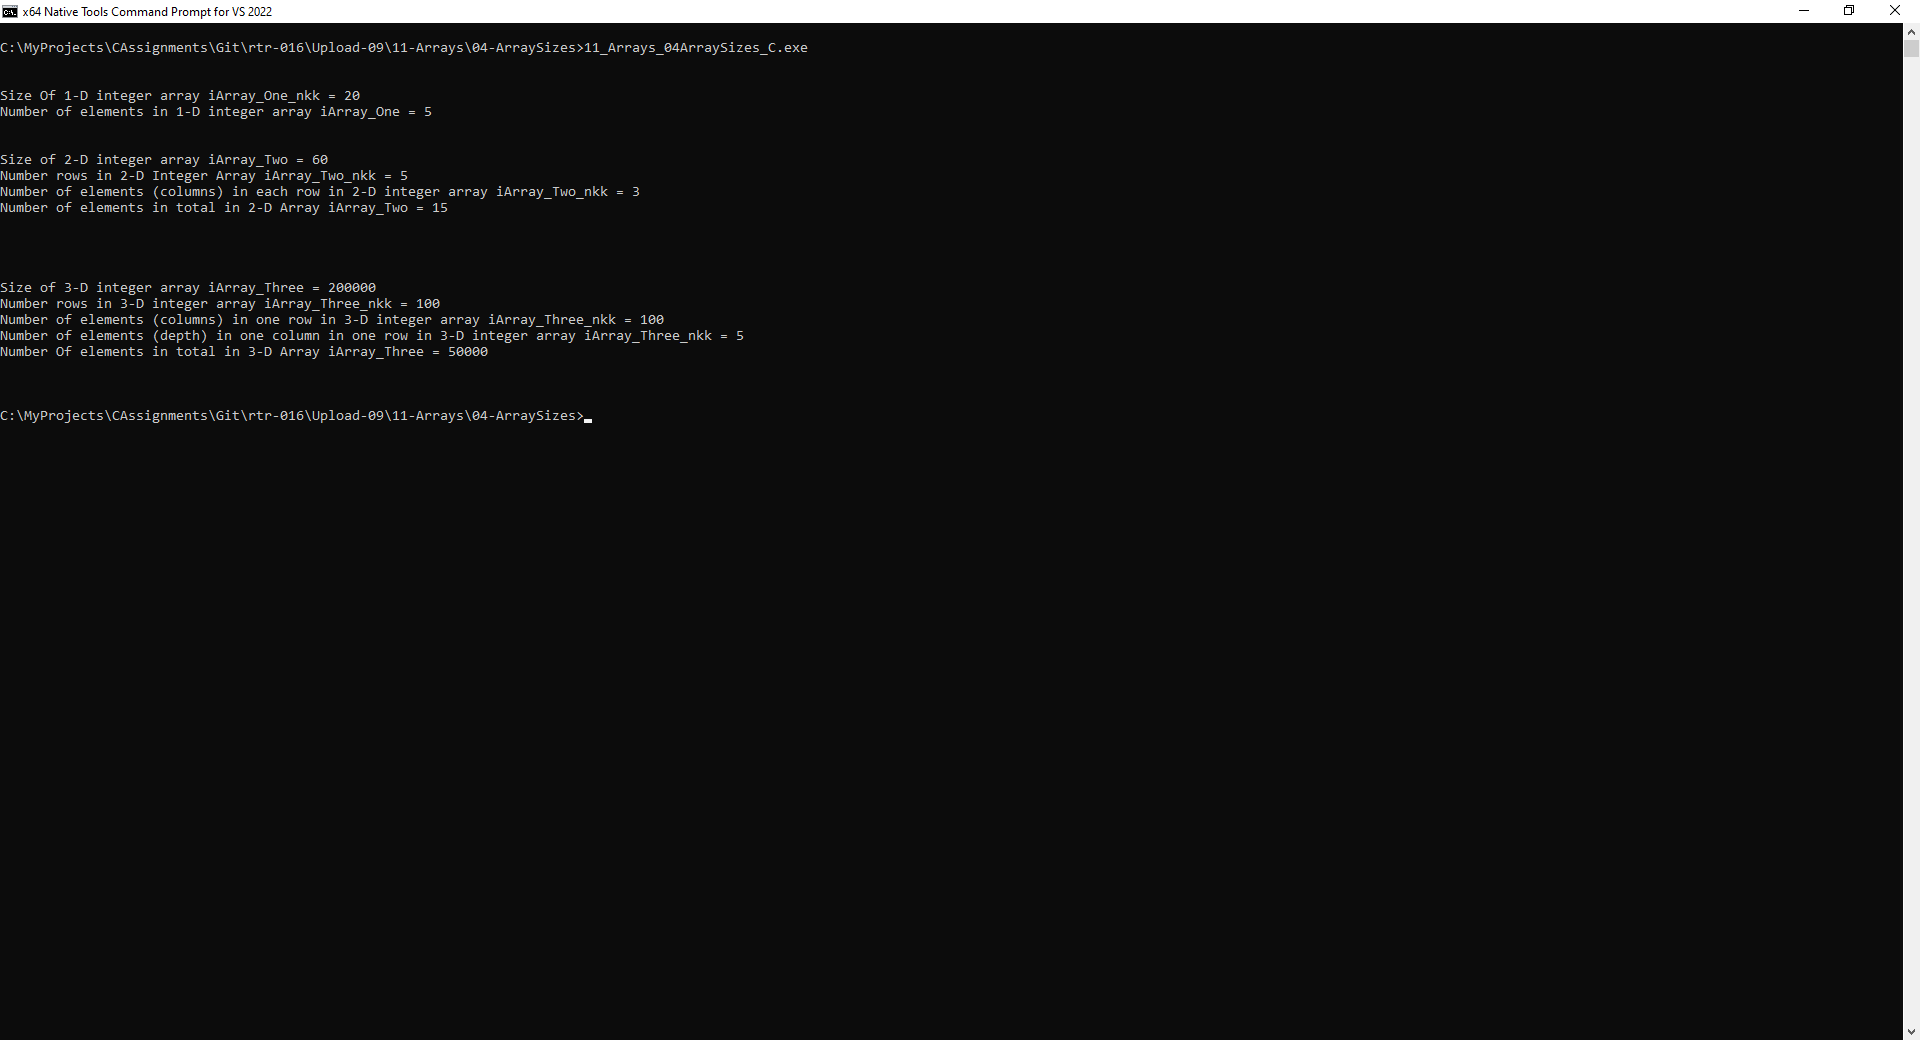 x64 Native Tools Command Prompt for VS 2022
C:\MyProjects\CAssignments\Git\rtr-016\Upload-09\11-Arrays\04-ArraySizes>11_Arrays_04ArraySizes_C.exe
Size Of 1-D integer array iArray_One_nkk = 20
Number of elements in 1-D integer array iArray_One = 5
Size of 2-D integer array iArray_Two = 60
Number rows in 2-D Integer Array iArray_Two_nkk = 5
Number of elements (columns) in each row in 2-D integer array iArray_Two_nkk = 3
Number of elements in total in 2-D Array iArray_Two = 15
Size of 3-D integer array iArray_Three = 200000
Number rows in 3-D integer array iArray_Three_nkk = 100
Number of elements (columns) in one row in 3-D integer array iArray_Three_nkk = 100
Number of elements (depth) in one column in one row in 3-D integer array iArray_Three_nkk = 5
Number Of elements in total in 3-D Array iArray_Three = 50000
C:\MyProjects\CAssignments\Git\rtr-016\Upload-09\11-Arrays\04-ArraySizes>